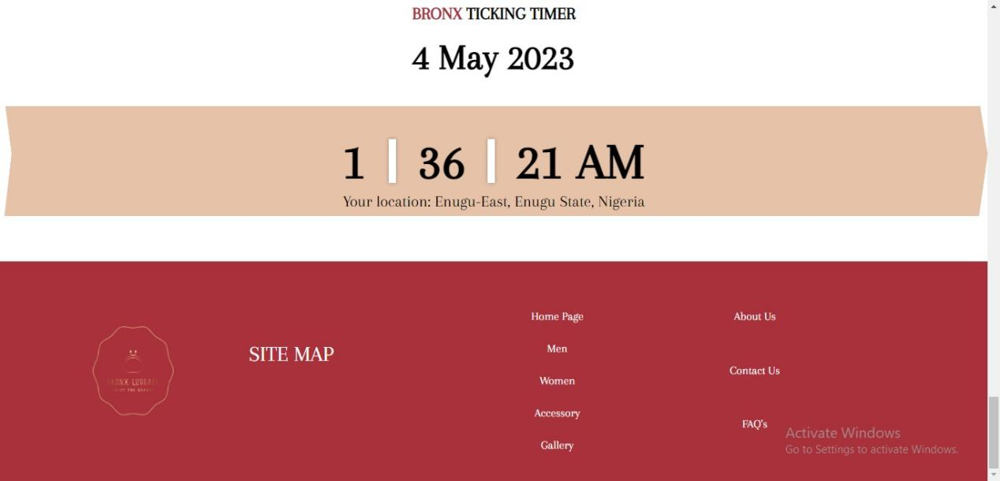 BRONX TICKING TIMER
4 May 2023
1 36 21 AM
Your location: Enugu-East, Enugu State, Nigeria
SITE MAP
Home Page
Men
Women
Accessory
Gallery
About Us
Contact Us
FAQ's
BRONX LUGGAGE
Activate Windows
Go to Settings to activate Windows.